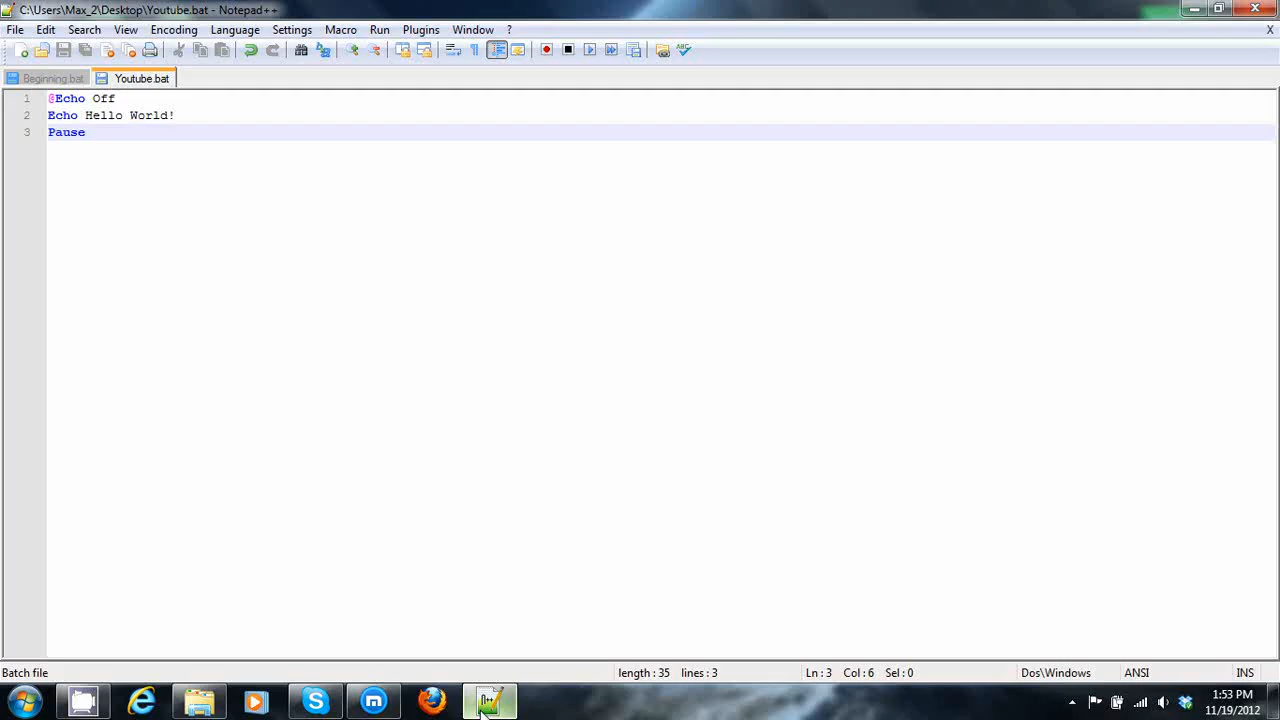 C:\Users\Max_2\Desktop\Youtube.bat - Notepad++
File Edit Search View Encoding Language Settings Macro Run Plugins Window ? X
Beginning.bat Youtube.bat
1 @Echo Off
2 Echo Hello World!
3 Pause
Batch file length : 35 lines : 3 Ln : 3 Col : 6 Sel : 0 Dos\Windows ANSI INS
1:53 PM
11/19/2012